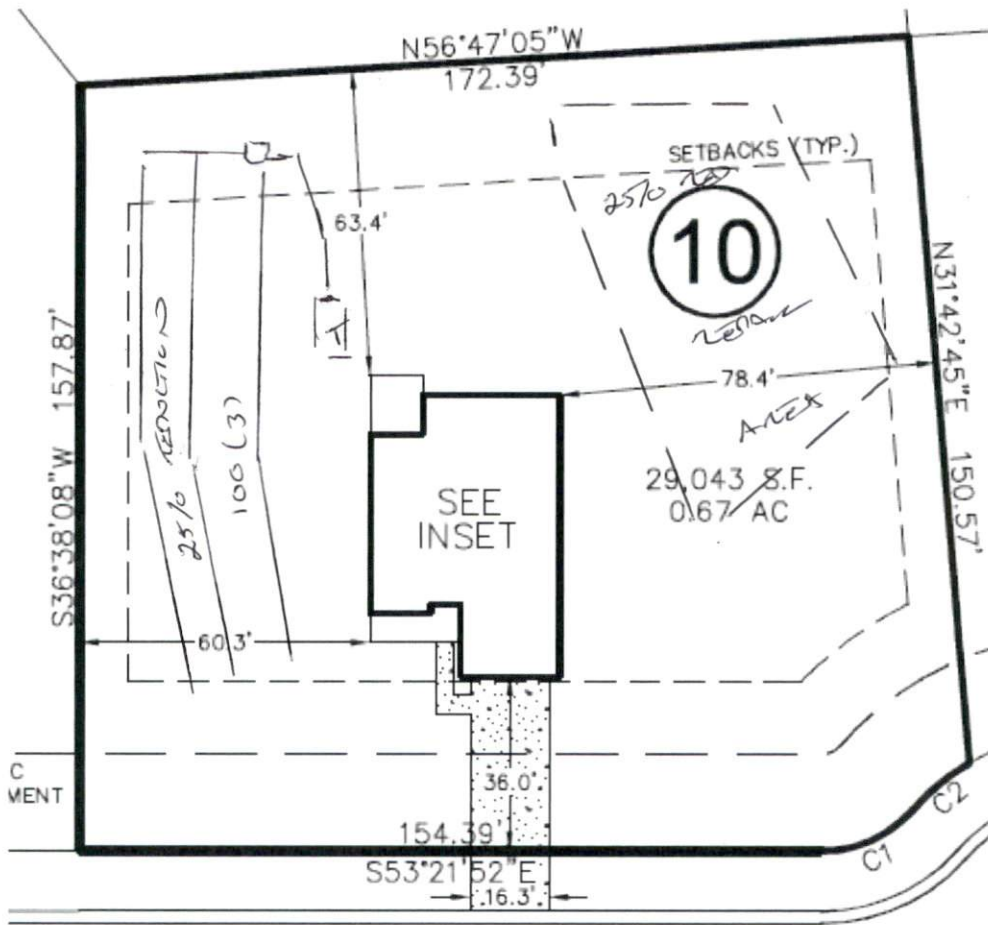 N56°47'05"W
172.39'
SETBACKS (TYP.)
25%
10
63.4'
N31°42'45"E 150.57'
S36°38'08"W 157.87'
25%
100 (3)
78.4'
AREA
29,043 S.F.
0.67 AC
SEE
INSET
60.3'
C
MENT
36.0'
154.39'
S53°21'52"E
16.3'
C1
C2